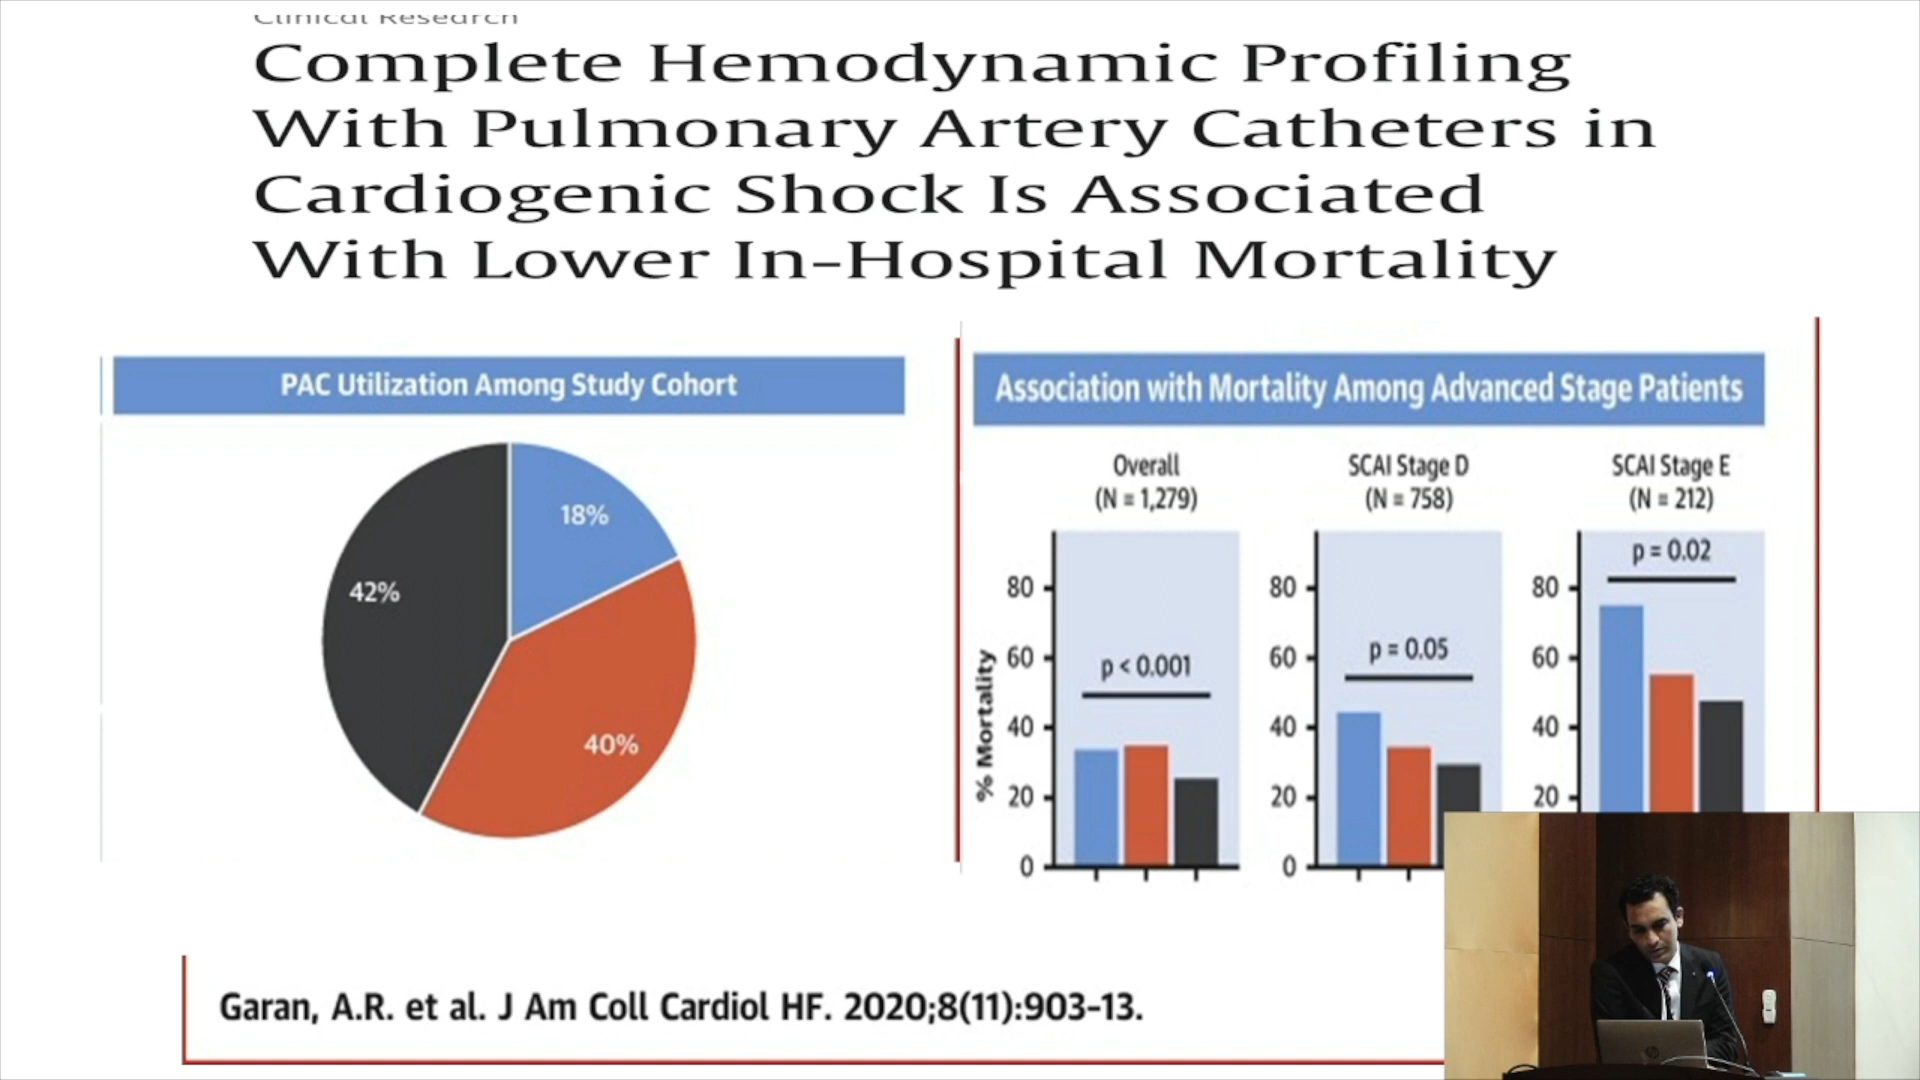 Clinical Research
Complete Hemodynamic Profiling
With Pulmonary Artery Catheters in
Cardiogenic Shock Is Associated
With Lower In-Hospital Mortality
PAC Utilization Among Study Cohort
18%
42%
40%
Association with Mortality Among Advanced Stage Patients
Overall
(N = 1,279)
SCAI Stage D
(N = 758)
SCAI Stage E
(N = 212)
% Mortality
80
60
40
20
0
p < 0.001
80
60
40
20
0
p = 0.05
80
60
40
20
p = 0.02
Garan, A.R. et al. J Am Coll Cardiol HF. 2020;8(11):903-13.